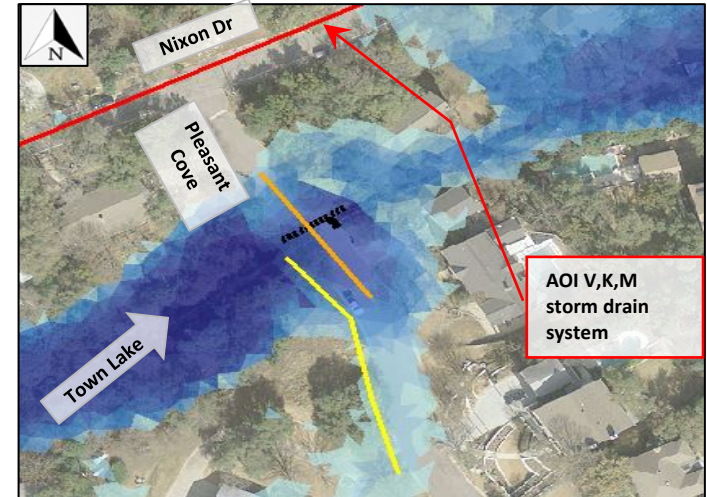 N
Nixon Dr
Pleasant
Cove
Town Lake
AOI V,K,M
storm drain
system